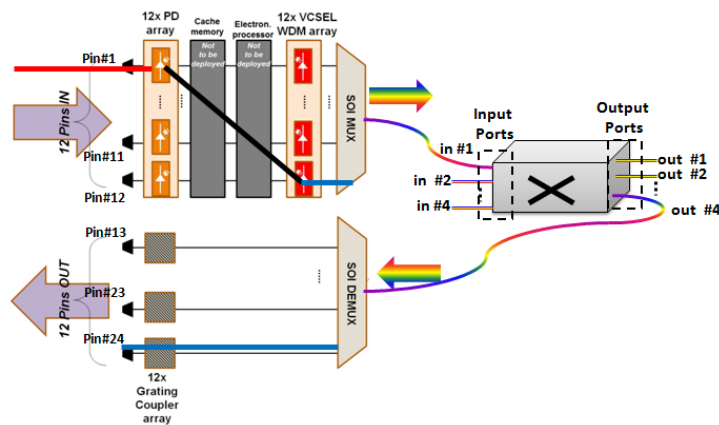 12x PD
array
Cache
memory
Electron.
processor
12x VCSEL
WDM array
Not
to be
deployed
Not
to be
deployed
Pin#1
12 Pins IN
Pin#11
Pin#12
SOI MUX
Input
Ports
Output
Ports
in #1
in #2
in #4
out #1
out #2
out #4
Pin#13
12 Pins OUT
Pin#23
Pin#24
SOI DEMUX
12x
Grating
Coupler
array